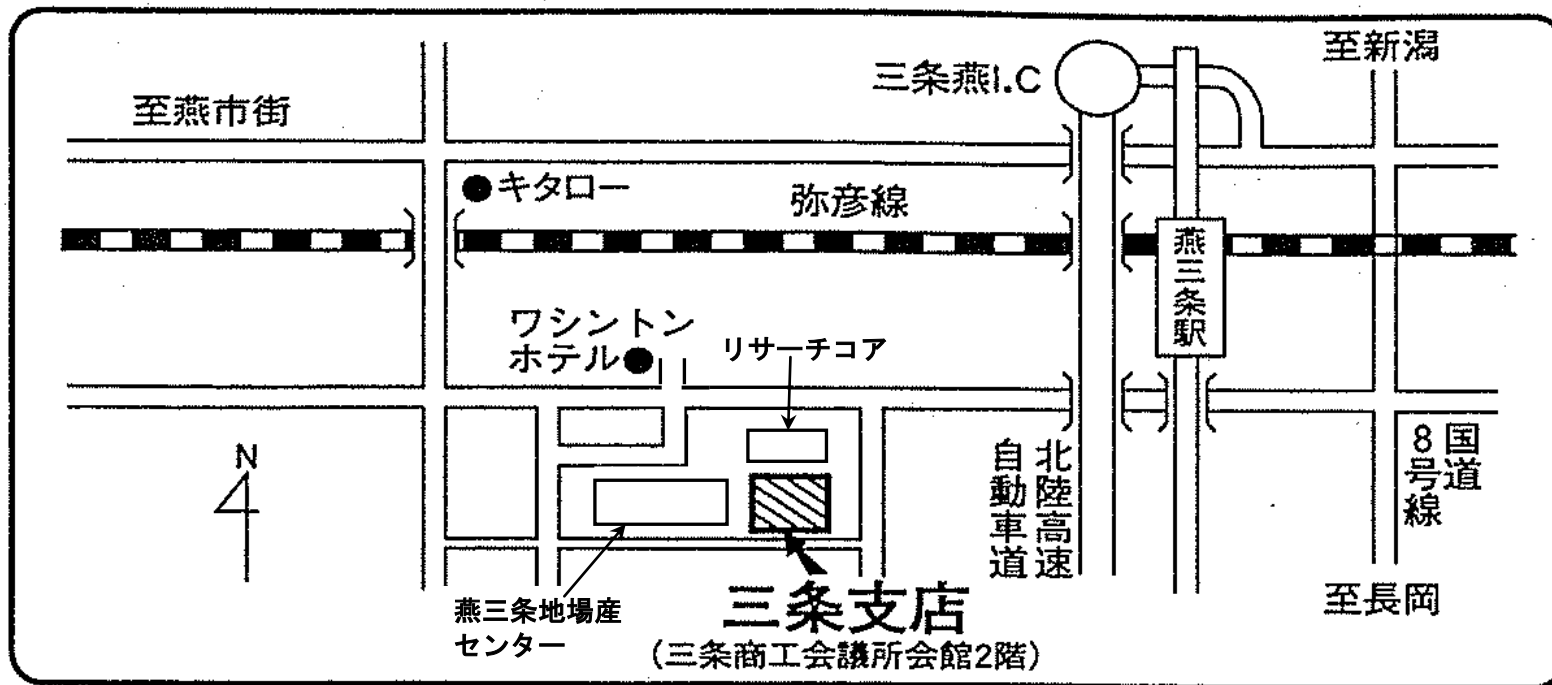 至新潟
三条燕I.C
至燕市街
キタロー
弥彦線
燕三条駅
ワシントン
ホテル
リサーチコア
N
国道
8号線
北陸高速
自動車道
燕三条地場産
センター
三条支店
至長岡
(三条商工会議所会館2階)